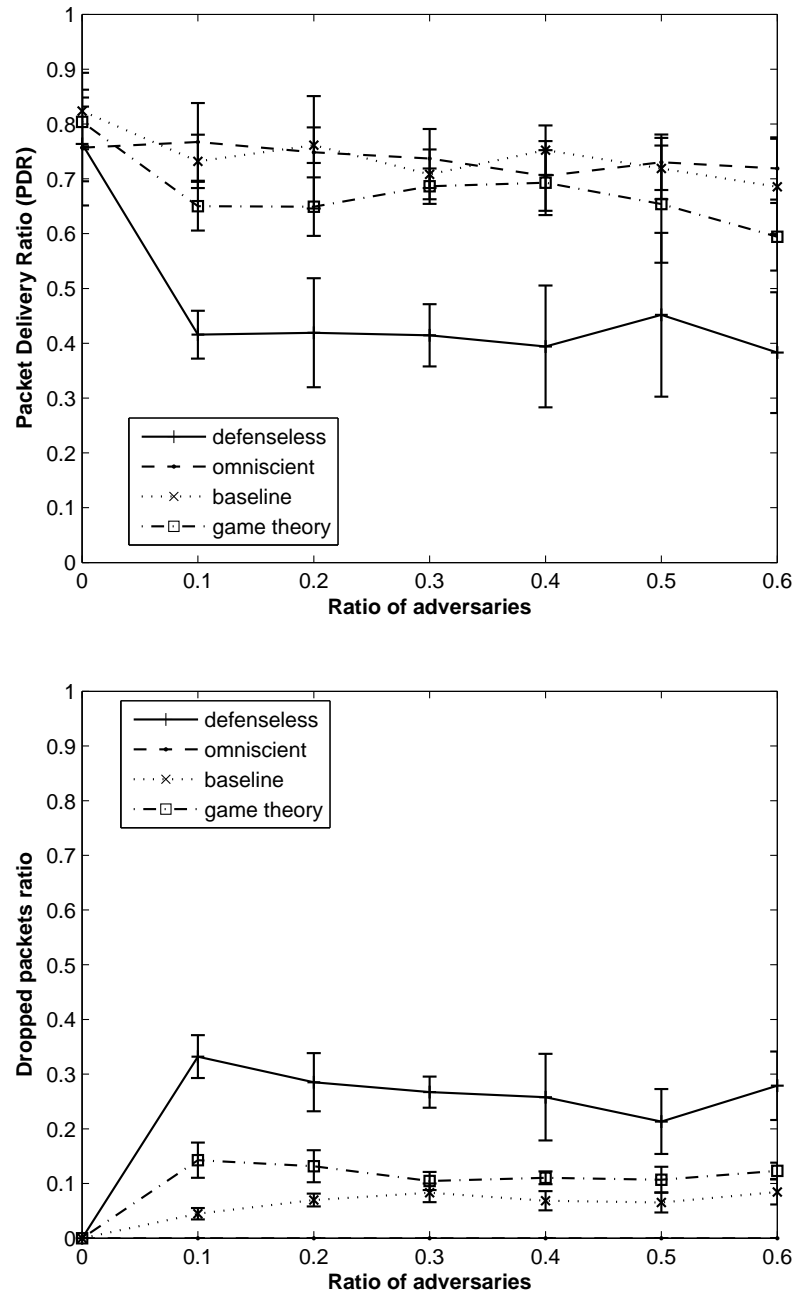 1
0.9
0.8
0.7
0.6
0.5
0.4
0.3
0.2
0.1
0
Packet Delivery Ratio (PDR)
defenseless
omniscient
baseline
game theory
0 0.1 0.2 0.3 0.4 0.5 0.6
Ratio of adversaries
1
0.9
0.8
0.7
0.6
0.5
0.4
0.3
0.2
0.1
0
Dropped packets ratio
defenseless
omniscient
baseline
game theory
0 0.1 0.2 0.3 0.4 0.5 0.6
Ratio of adversaries